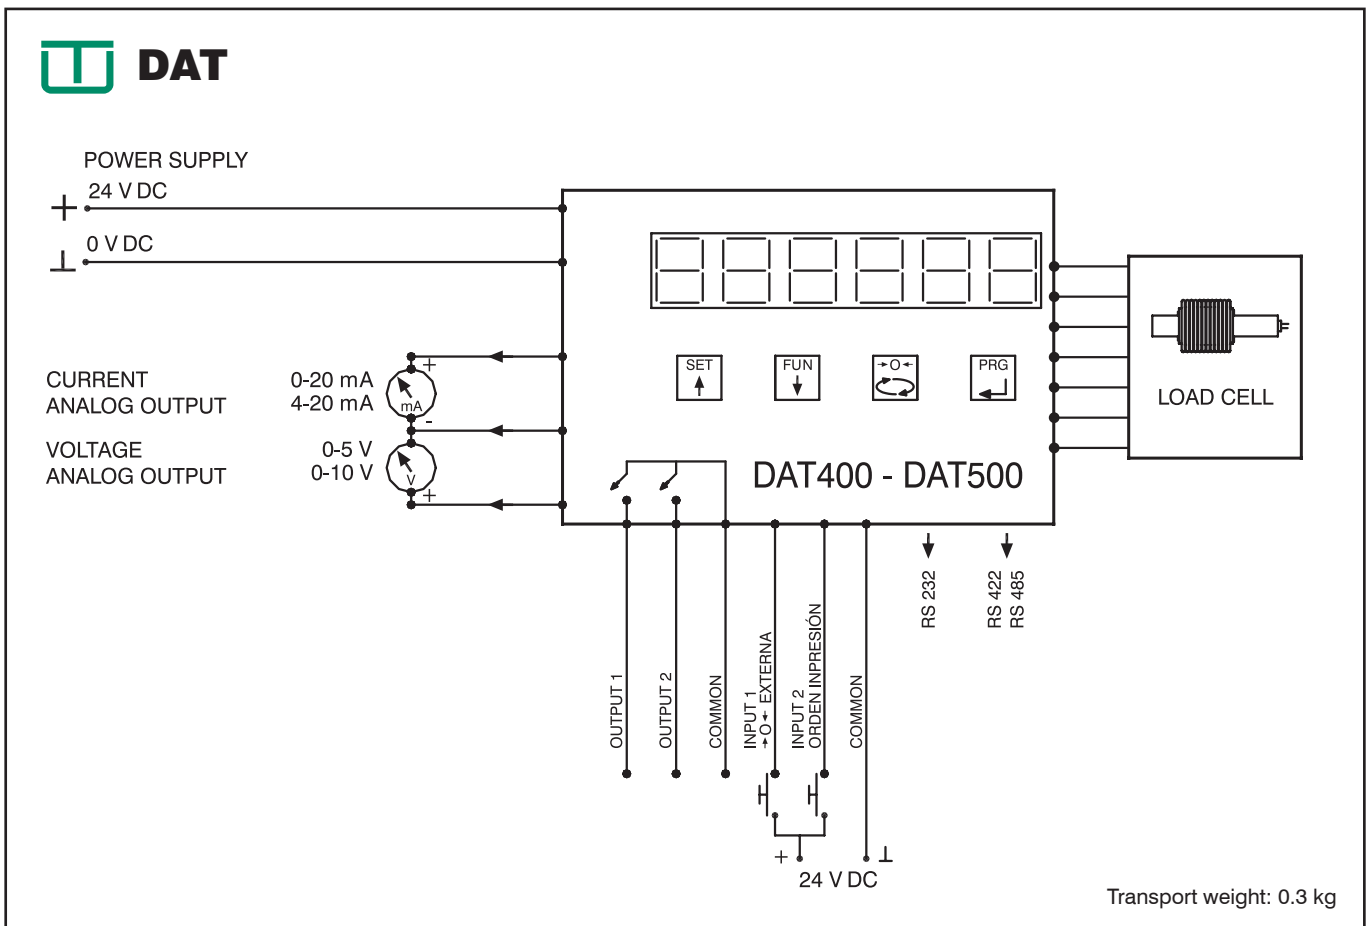 DAT
POWER SUPPLY
+ 24 V DC
0 V DC
CURRENT
ANALOG OUTPUT
0-20 mA
4-20 mA
+
mA
-
VOLTAGE
ANALOG OUTPUT
0-5 V
0-10 V
V
+
SET
FUN
→O←
PRG
DAT400 - DAT500
LOAD CELL
OUTPUT 1
OUTPUT 2
COMMON
INPUT 1
→O← EXTERNA
INPUT 2
ORDEN INPRESIÓN
COMMON
RS 232
RS 422
RS 485
+
24 V DC
Transport weight: 0.3 kg